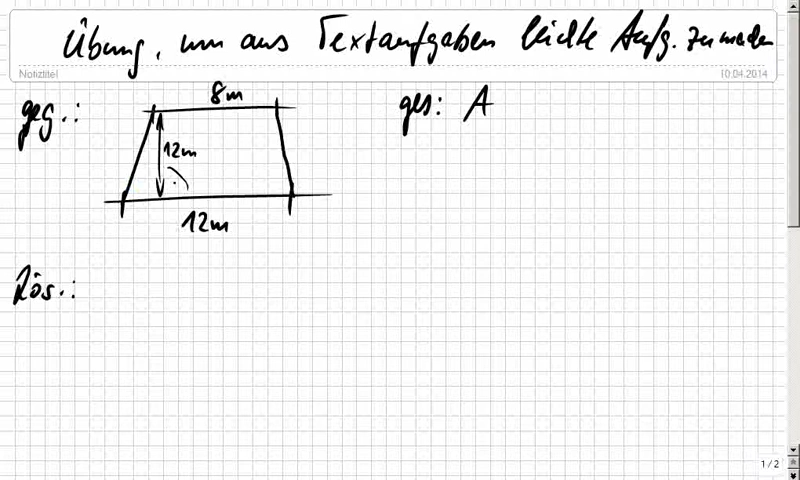 Übung, um aus Textaufgaben leichte Aufg. zu machen
Notiztitel
10.04.2014
geg.:
8m
ges: A
12m
12m
Lös.:
1 / 2